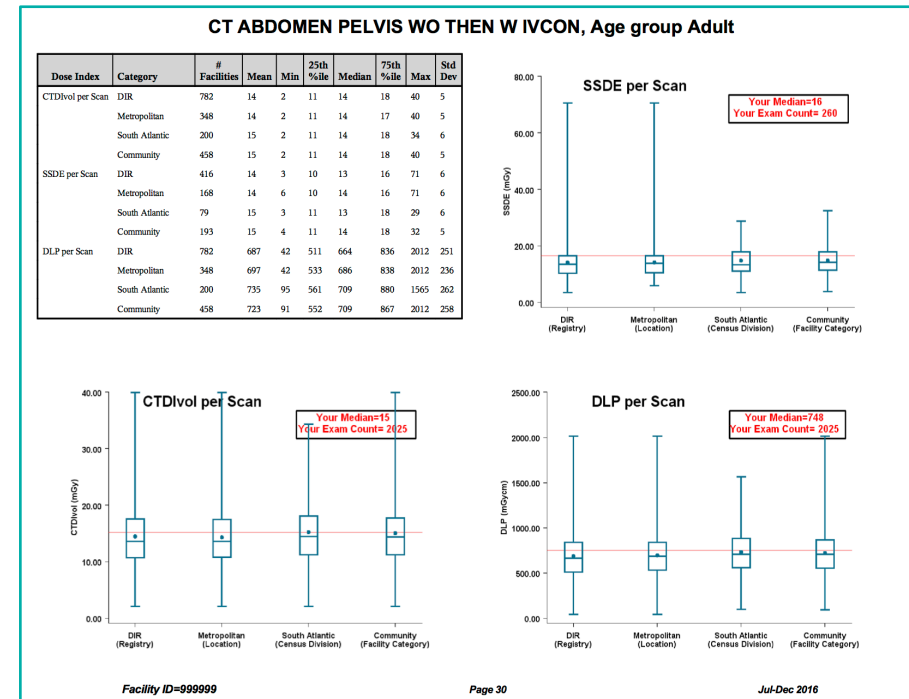 CT ABDOMEN PELVIS WO THEN W IVCON, Age group Adult
Dose Index Category # Facilities Mean Min 25th %ile Median 75th %ile Max Std Dev
CTDIvol per Scan DIR 782 14 2 11 14 18 40 5
Metropolitan 348 14 2 11 14 17 40 5
South Atlantic 200 15 2 11 14 18 34 6
Community 458 15 2 11 14 18 40 5
SSDE per Scan DIR 416 14 3 10 13 16 71 6
Metropolitan 168 14 6 10 14 16 71 6
South Atlantic 79 15 3 11 13 18 29 6
Community 193 15 4 11 14 18 32 5
DLP per Scan DIR 782 687 42 511 664 836 2012 251
Metropolitan 348 697 42 533 686 838 2012 236
South Atlantic 200 735 95 561 709 880 1565 262
Community 458 723 91 552 709 867 2012 258
SSDE per Scan
Your Median=16
Your Exam Count= 260
SSDE (mGy)
80.00
60.00
40.00
20.00
0.00
DIR Metropolitan South Atlantic Community
(Registry) (Location) (Census Division) (Facility Category)
CTDIvol per Scan
Your Median=15
Your Exam Count= 2025
CTDIvol (mGy)
40.00
30.00
20.00
10.00
0.00
DIR Metropolitan South Atlantic Community
(Registry) (Location) (Census Division) (Facility Category)
DLP per Scan
Your Median=748
Your Exam Count= 2025
DLP (mGycm)
2500.00
2000.00
1500.00
1000.00
500.00
0.00
DIR Metropolitan South Atlantic Community
(Registry) (Location) (Census Division) (Facility Category)
Facility ID=999999 Page 30 Jul-Dec 2016